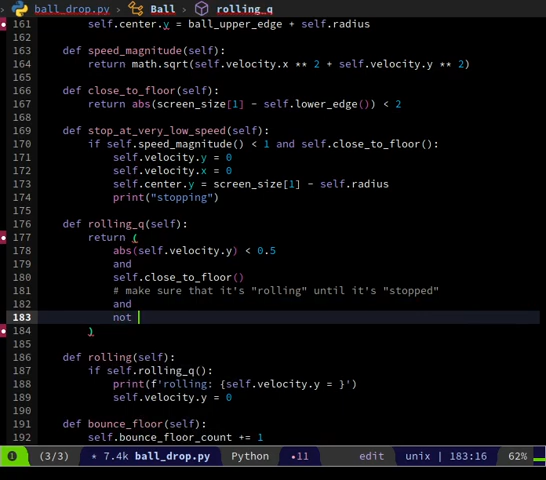 ball_drop.py > Ball > rolling_q
161 self.center.y = ball_upper_edge + self.radius
162
163 def speed_magnitude(self):
164 return math.sqrt(self.velocity.x ** 2 + self.velocity.y ** 2)
165
166 def close_to_floor(self):
167 return abs(screen_size[1] - self.lower_edge()) < 2
168
169 def stop_at_very_low_speed(self):
170 if self.speed_magnitude() < 1 and self.close_to_floor():
171 self.velocity.y = 0
172 self.velocity.x = 0
173 self.center.y = screen_size[1] - self.radius
174 print("stopping")
175
176 def rolling_q(self):
177 return (
178 abs(self.velocity.y) < 0.5
179 and
180 self.close_to_floor()
181 # make sure that it's "rolling" until it's "stopped"
182 and
183 not
184 )
185
186 def rolling(self):
187 if self.rolling_q():
188 print(f'rolling: {self.velocity.y = }')
189 self.velocity.y = 0
190
191 def bounce_floor(self):
192 self.bounce_floor_count += 1
1 (3/3) * 7.4k ball_drop.py Python •11 edit unix | 183:16 62%